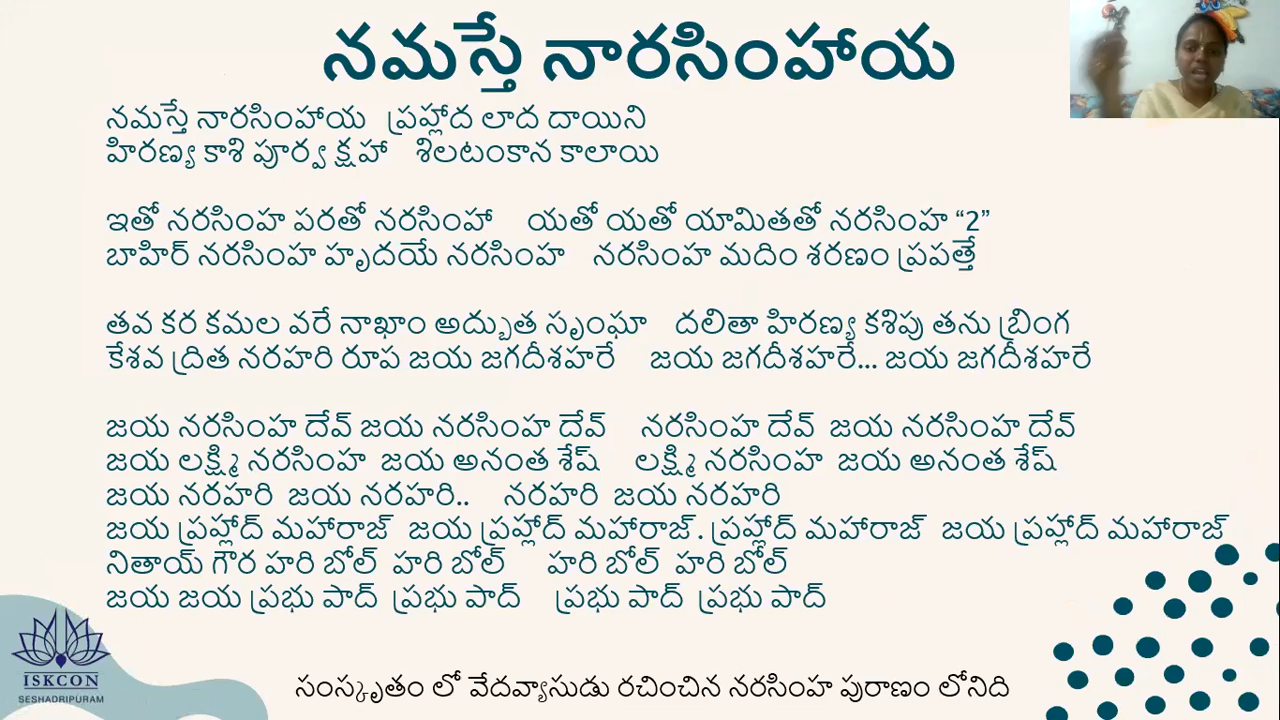 నమస్తే నారసింహాయ
నమస్తే నారసింహాయ ప్రహ్లాద లాద దాయిని
హిరణ్య కాశి పూర్వ క్షహా శిలటంకాన కాలాయి
ఇతో నరసింహ పరతో నరసింహా యతో యతో యామితతో నరసింహ “2”
బాహిర్ నరసింహ హృదయే నరసింహ నరసింహ మదిం శరణం ప్రపత్తే
తవ కర కమల వరే నాఖాం అద్భుత సృంఘా దలితా హిరణ్య కశిపు తను బ్రింగ
కేశవ ద్రిత నరహరి రూప జయ జగదీశహరే జయ జగదీశహరే... జయ జగదీశహరే
జయ నరసింహ దేవ్ జయ నరసింహ దేవ్ నరసింహ దేవ్ జయ నరసింహ దేవ్
జయ లక్ష్మి నరసింహ జయ అనంత శేష్ లక్ష్మి నరసింహ జయ అనంత శేష్
జయ నరహరి జయ నరహరి.. నరహరి జయ నరహరి
జయ ప్రహ్లాద్ మహారాజ్ జయ ప్రహ్లాద్ మహారాజ్. ప్రహ్లాద్ మహారాజ్ జయ ప్రహ్లాద్ మహారాజ్
నితాయ్ గౌర హరి బోల్ హరి బోల్ హరి బోల్ హరి బోల్
జయ జయ ప్రభు పాద్ ప్రభు పాద్ ప్రభు పాద్ ప్రభు పాద్
ISKCON
SESHADRIPURAM
సంస్కృతం లో వేదవ్యాసుడు రచించిన నరసింహ పురాణం లోనిది